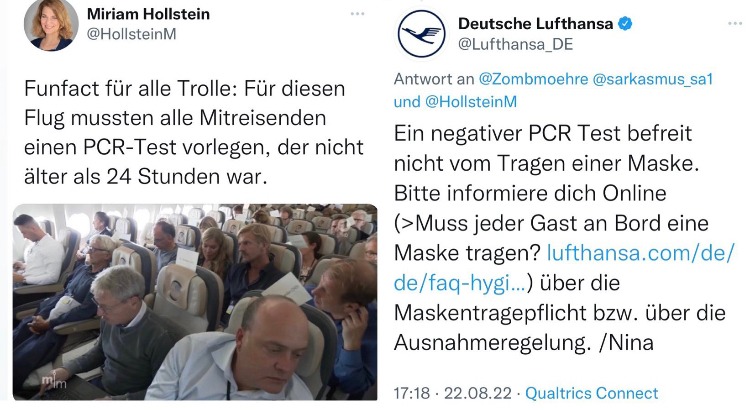 Miriam Hollstein
@HollsteinM
Funfact für alle Trolle: Für diesen
Flug mussten alle Mitreisenden
einen PCR-Test vorlegen, der nicht
älter als 24 Stunden war.
Deutsche Lufthansa
@Lufthansa_DE
Antwort an @Zombmoehre @sarkasmus_sa1
und @HollsteinM
Ein negativer PCR Test befreit
nicht vom Tragen einer Maske.
Bitte informiere dich Online
(>Muss jeder Gast an Bord eine
Maske tragen? lufthansa.com/de/
de/faq-hygi…) über die
Maskentragepflicht bzw. über die
Ausnahmeregelung. /Nina
17:18 · 22.08.22 · Qualtrics Connect